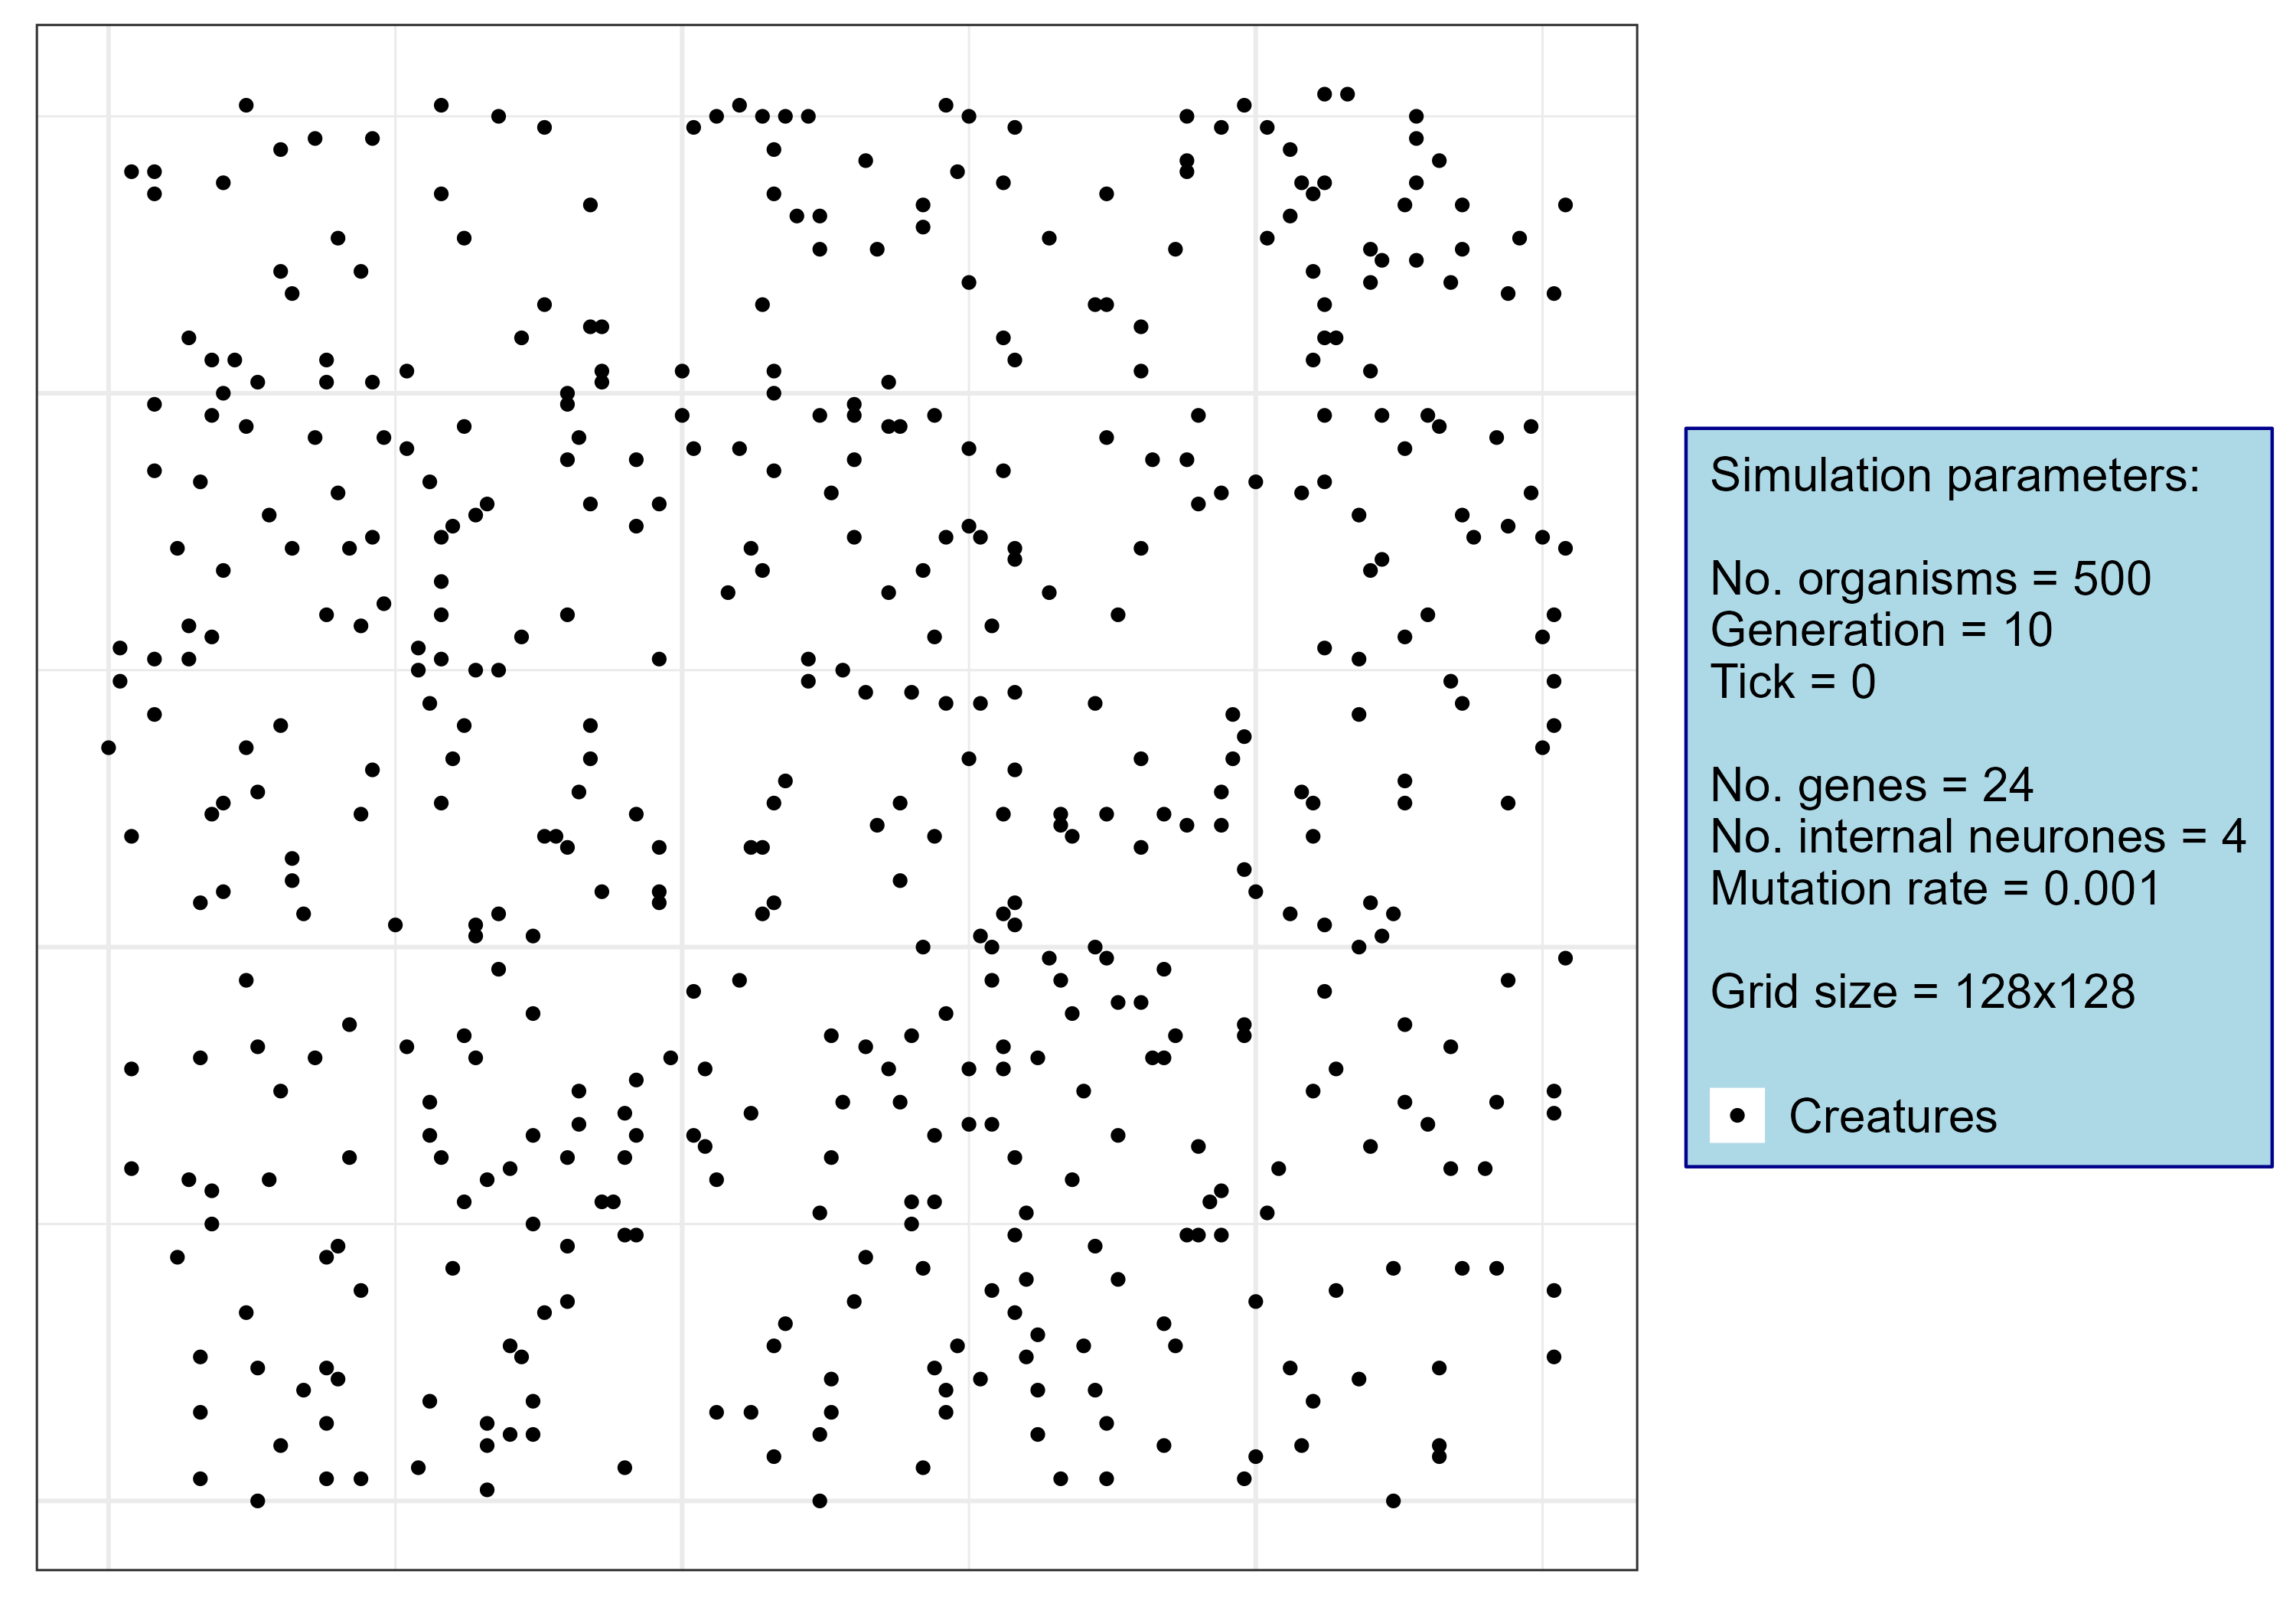 Simulation parameters:
No. organisms = 500
Generation = 10
Tick = 0
No. genes = 24
No. internal neurones = 4
Mutation rate = 0.001
Grid size = 128x128
Creatures